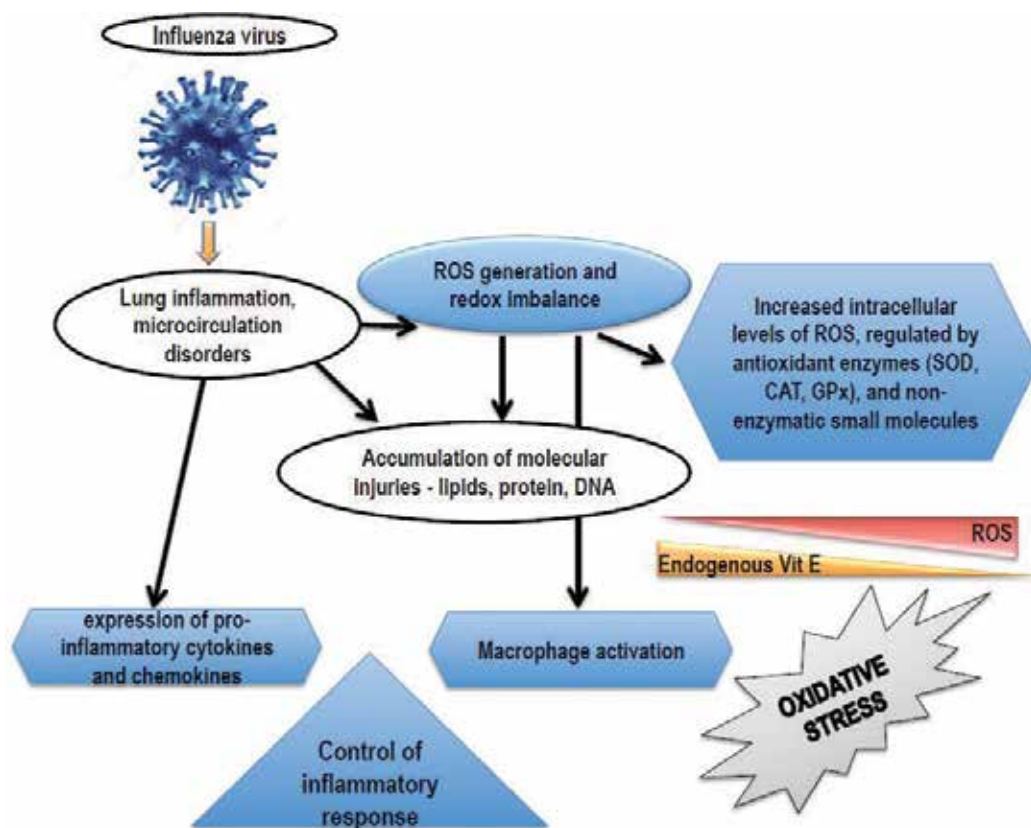 Influenza virus
ROS generation and
redox imbalance
Lung inflammation,
microcirculation
disorders
Increased intracellular
levels of ROS, regulated by
antioxidant enzymes (SOD,
CAT, GPx), and non-
enzymatic small molecules
Accumulation of molecular
injuries - lipids, protein, DNA
ROS
Endogenous Vit E
expression of pro-
inflammatory cytokines
and chemokines
Macrophage activation
OXIDATIVE
STRESS
Control of
inflammatory
response